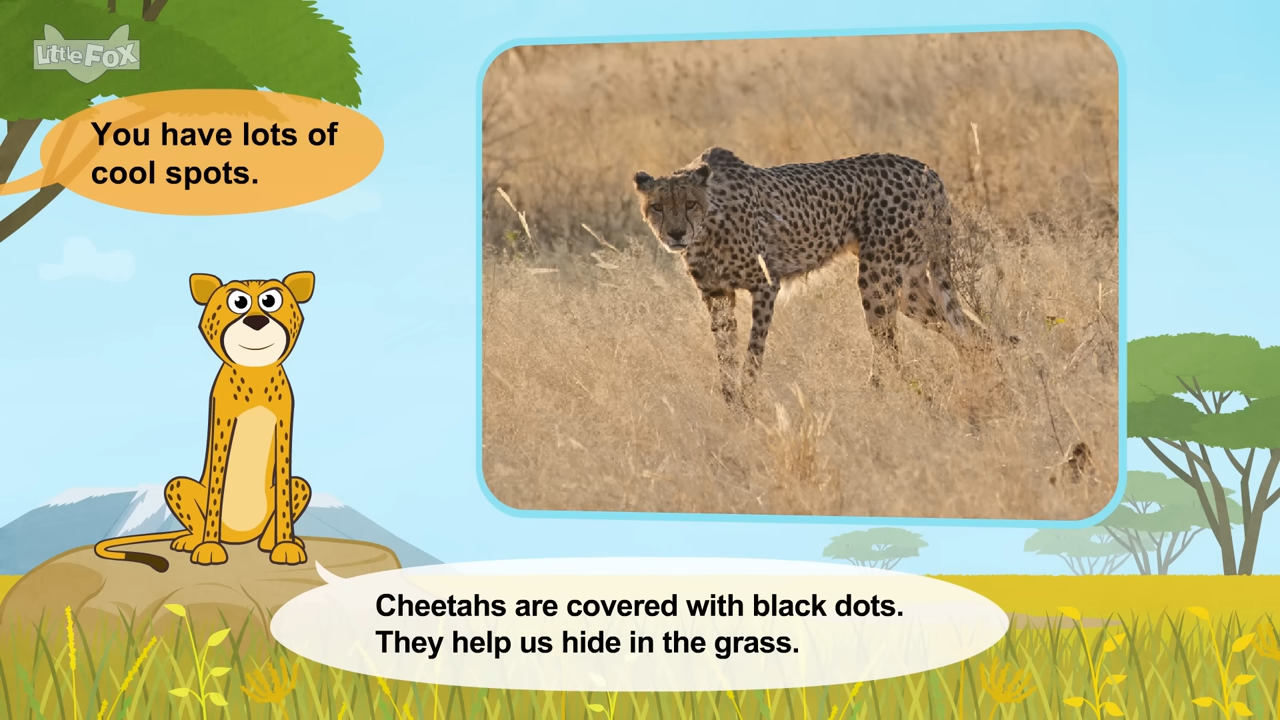 Little Fox
You have lots of
cool spots.
Cheetahs are covered with black dots.
They help us hide in the grass.